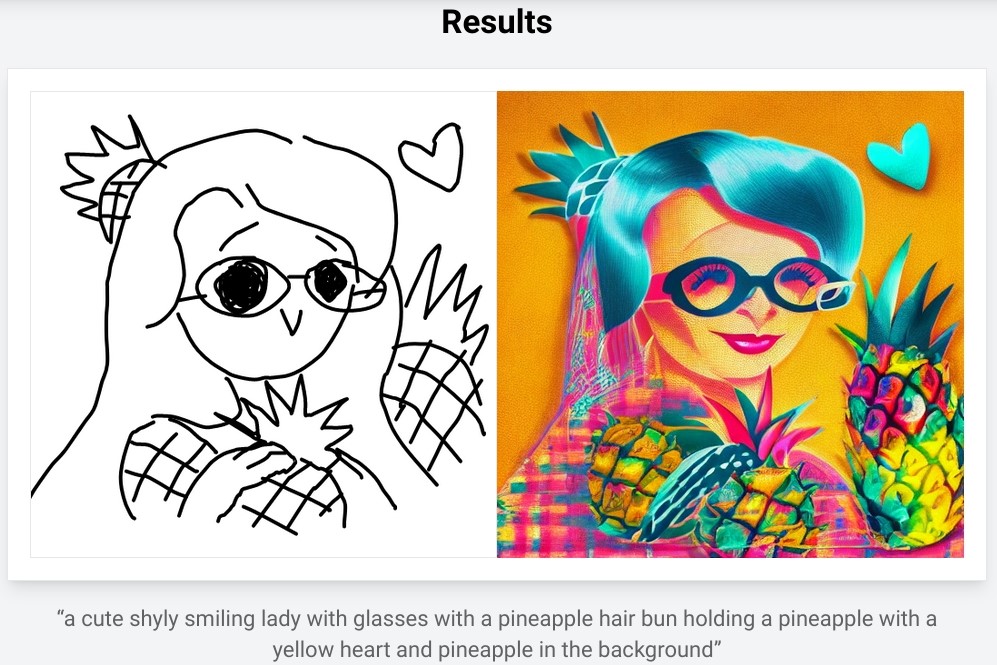 Results
“a cute shyly smiling lady with glasses with a pineapple hair bun holding a pineapple with a
yellow heart and pineapple in the background”